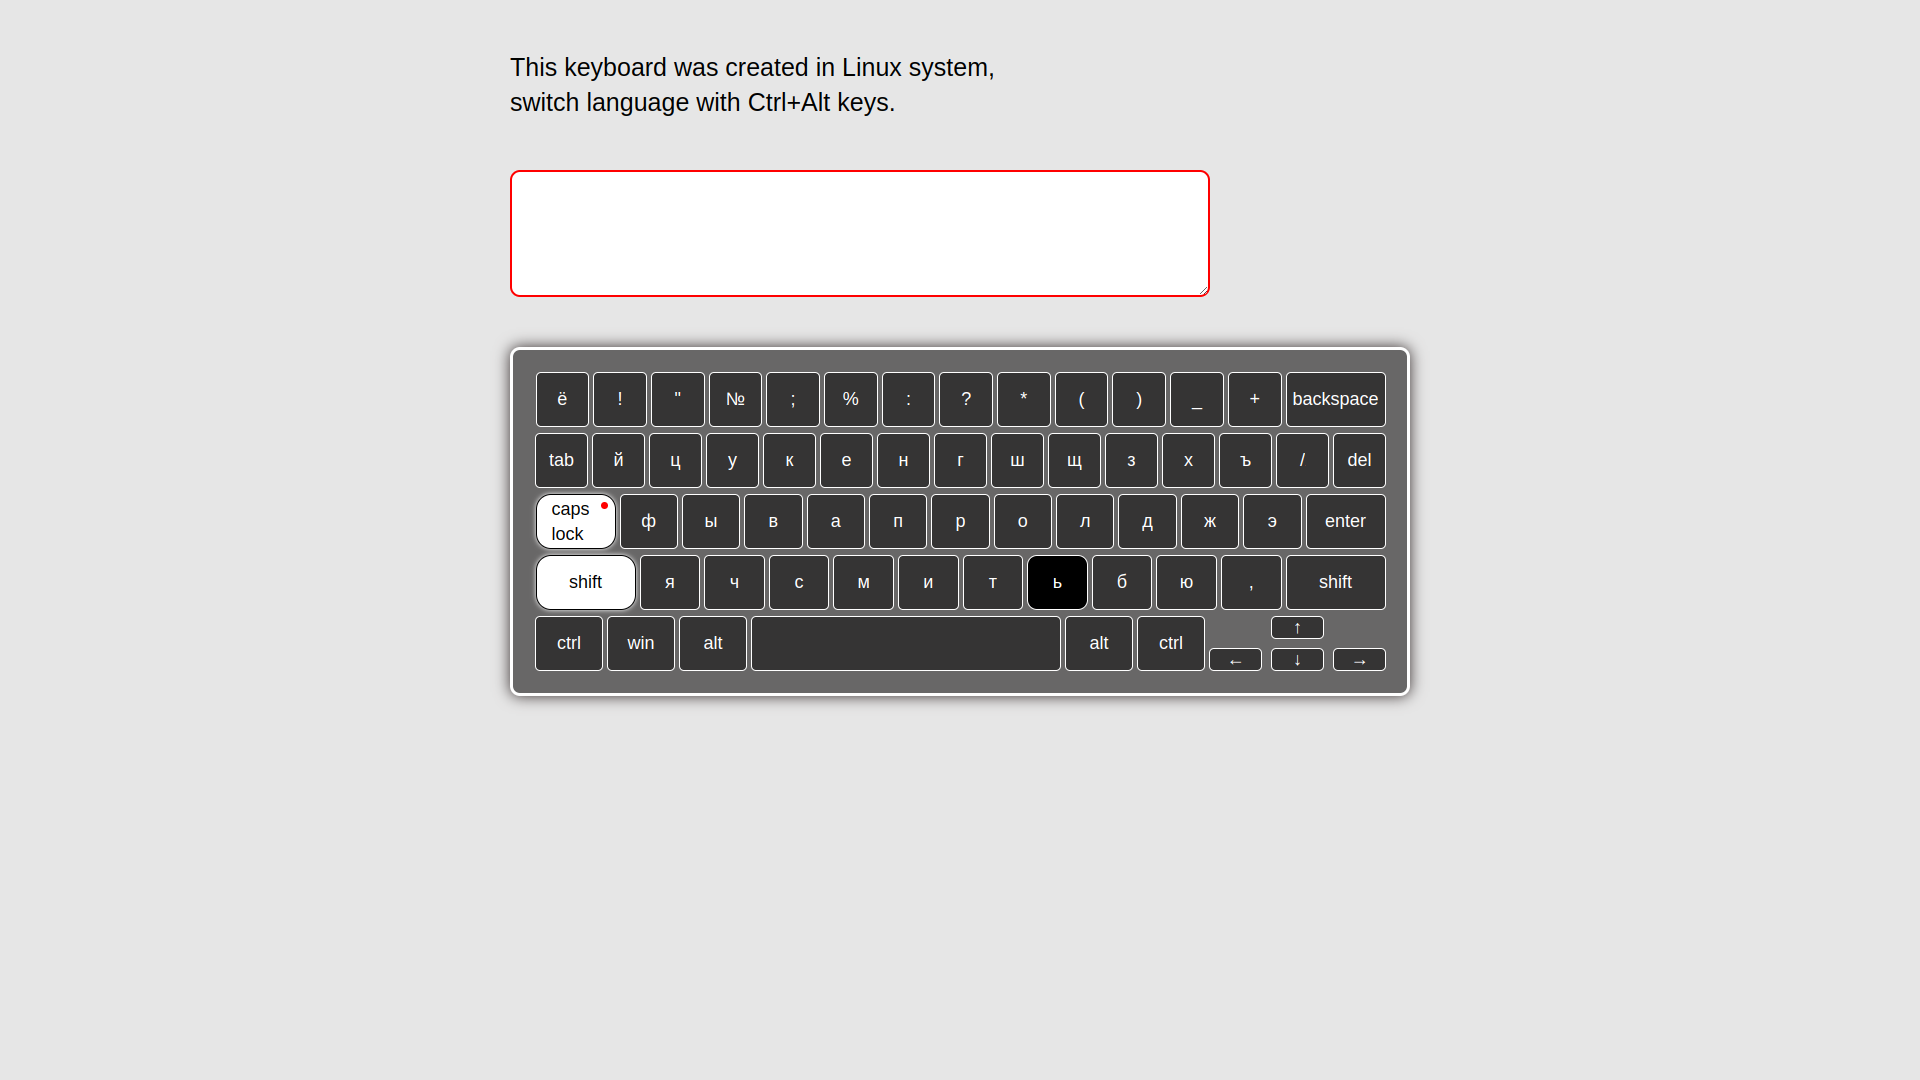 This keyboard was created in Linux system,
switch language with Ctrl+Alt keys.
ё ! " № ; % : ? * ( ) _ + backspace
tab й ц у к е н г ш щ з х ъ / del
caps lock ф ы в а п р о л д ж э enter
shift я ч с м и т ь б ю , shift
ctrl win alt alt ctrl ↑
← ↓ →